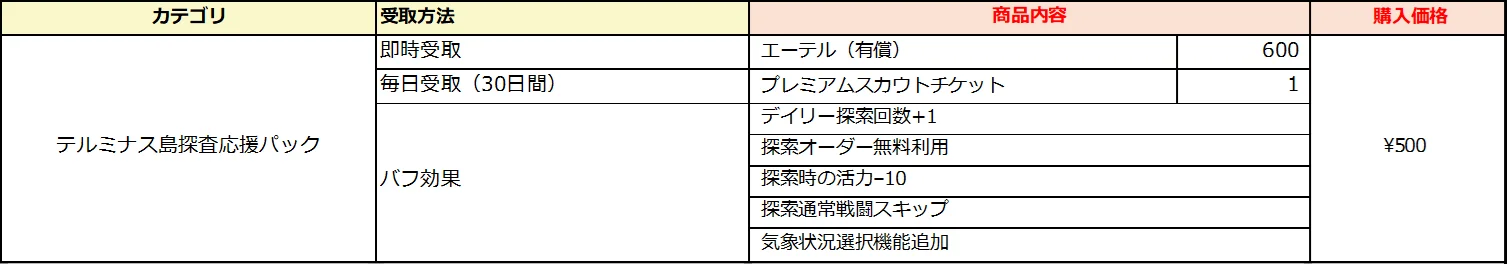 カテゴリ 受取方法 商品内容 購入価格
即時受取 エーテル（有償） 600
毎日受取（30日間） プレミアムスカウトチケット 1
デイリー探索回数+1
テルミナス島探査応援パック 探索オーダー無料利用 ¥500
バフ効果 探索時の活力−10
探索通常戦闘スキップ
気象状況選択機能追加